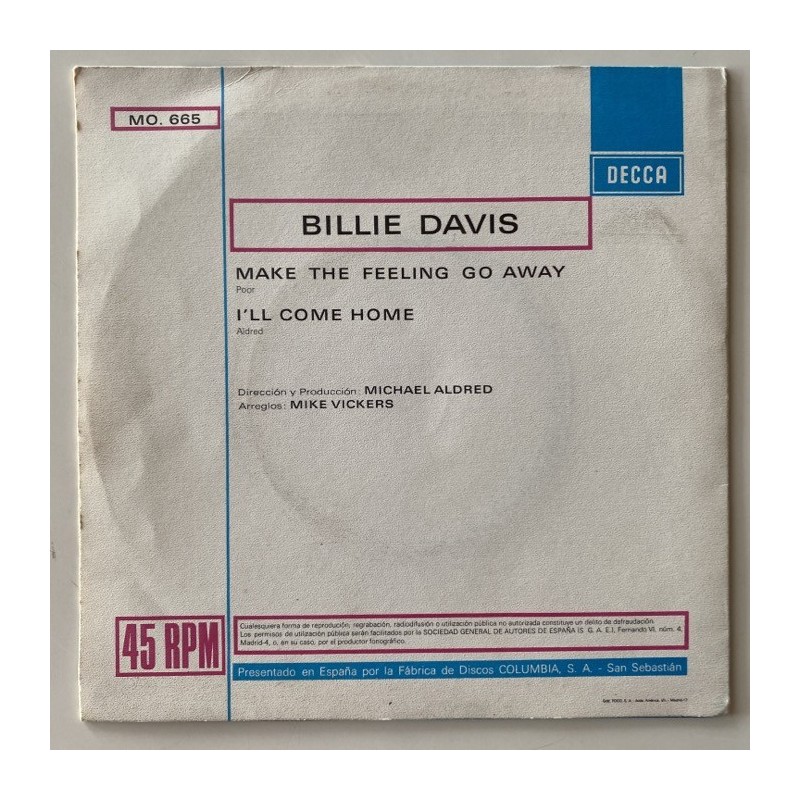 MO. 665
DECCA
BILLIE DAVIS
MAKE THE FEELING GO AWAY
Poor
I'LL COME HOME
Aldred
Dirección y Producción: MICHAEL ALDRED
Arreglos: MIKE VICKERS
45 RPM
Cualesquiera forma de reproducción, regrabación, radiodifusión o utilización pública no autorizada constituye un delito de defraudación.
Los permisos de utilización pública serán facilitados por la SOCIEDAD GENERAL DE AUTORES DE ESPAÑA (S. G. A. E.), Fernando VI, núm. 4,
Madrid-4, o, en su caso, por el productor fonográfico.
Presentado en España por la Fábrica de Discos COLUMBIA, S. A. - San Sebastián